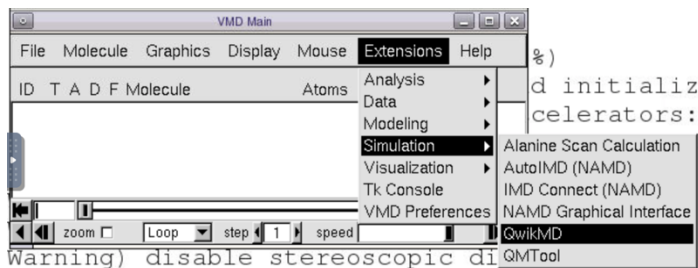 VMD Main
File Molecule Graphics Display Mouse Extensions Help
%)
ID T A D F Molecule Atoms
Analysis
Data
Modeling
Simulation
Visualization
Tk Console
VMD Preferences
d initializ
celerators:
Alanine Scan Calculation
AutoIMD (NAMD)
IMD Connect (NAMD)
NAMD Graphical Interface
QwikMD
QMTool
zoom Loop step 1 speed
Warning) disable stereoscopic di